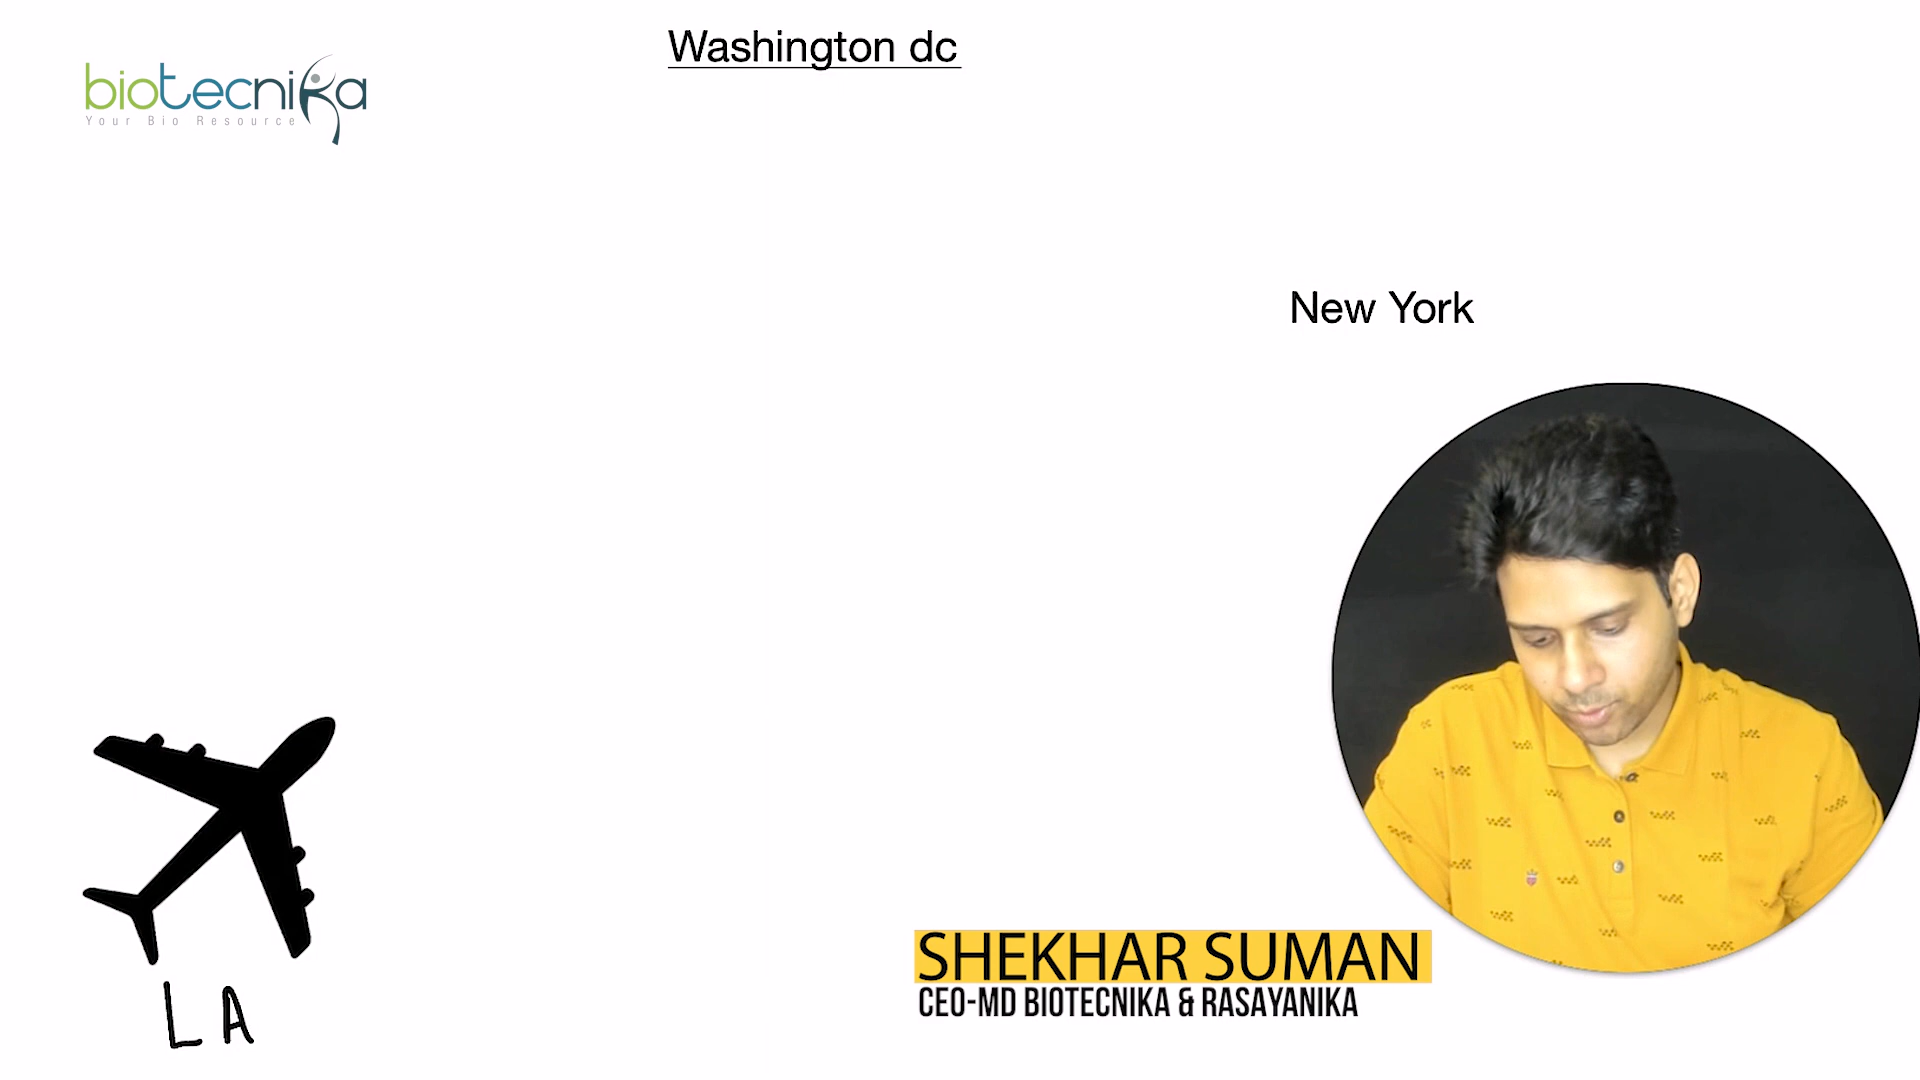 Washington dc
biotecnika
Your Bio Resource
New York
SHEKHAR SUMAN
CEO-MD BIOTECNIKA & RASAYANIKA
LA